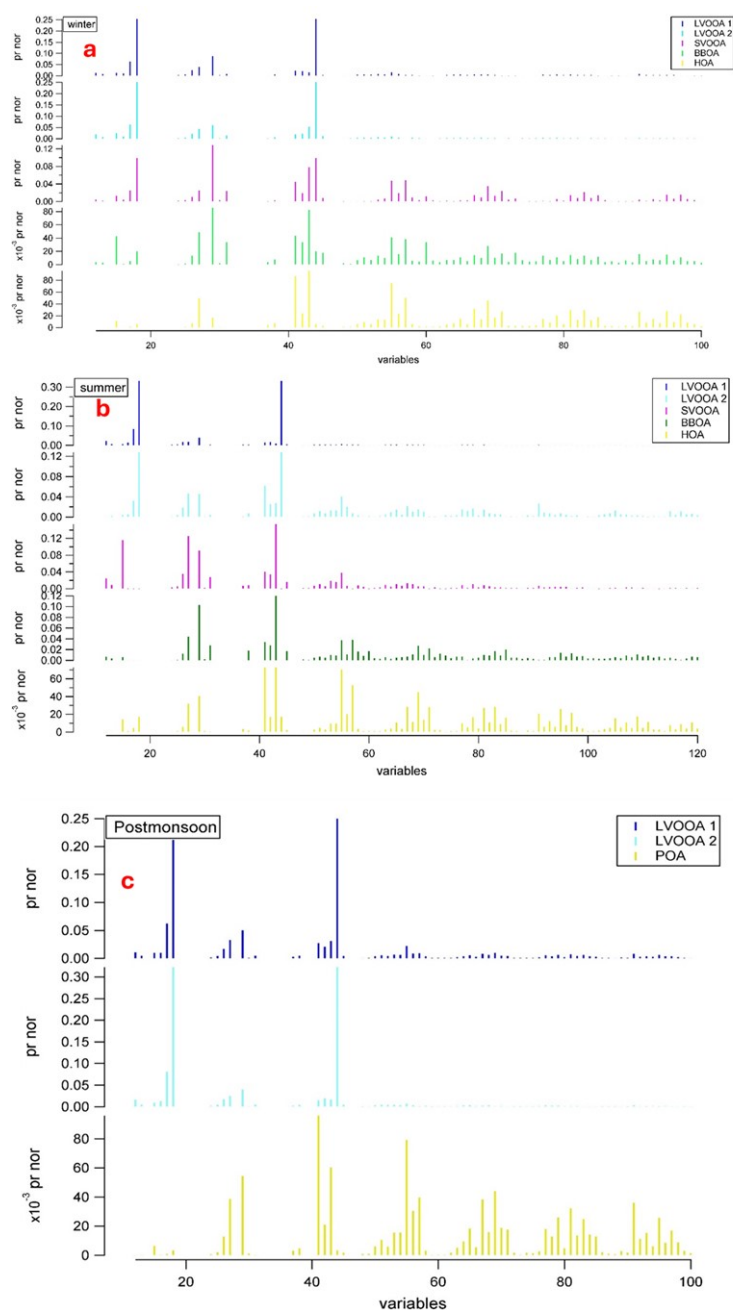 winter
a
LVOOA 1
LVOOA 2
SVOOA
BBOA
HOA
pr nor
0.25
0.20
0.15
0.10
0.05
0.00
pr nor
0.25
0.20
0.15
0.10
0.05
0.00
pr nor
0.12
0.08
0.04
0.00
x10⁻³ pr nor
80
60
40
20
0
x10⁻³ pr nor
80
60
40
20
0
20 40 60 80 100
variables
summer
b
LVOOA 1
LVOOA 2
SVOOA
BBOA
HOA
pr nor
0.30
0.20
0.10
0.00
pr nor
0.12
0.08
0.04
0.00
pr nor
0.12
0.08
0.04
0.00
pr nor
0.12
0.10
0.08
0.06
0.04
0.02
0.00
x10⁻³ pr nor
60
40
20
0
20 40 60 80 100 120
variables
Postmonsoon
c
LVOOA 1
LVOOA 2
POA
pr nor
0.25
0.20
0.15
0.10
0.05
0.00
pr nor
0.30
0.25
0.20
0.15
0.10
0.05
0.00
x10⁻³ pr nor
80
60
40
20
0
20 40 60 80 100
variables